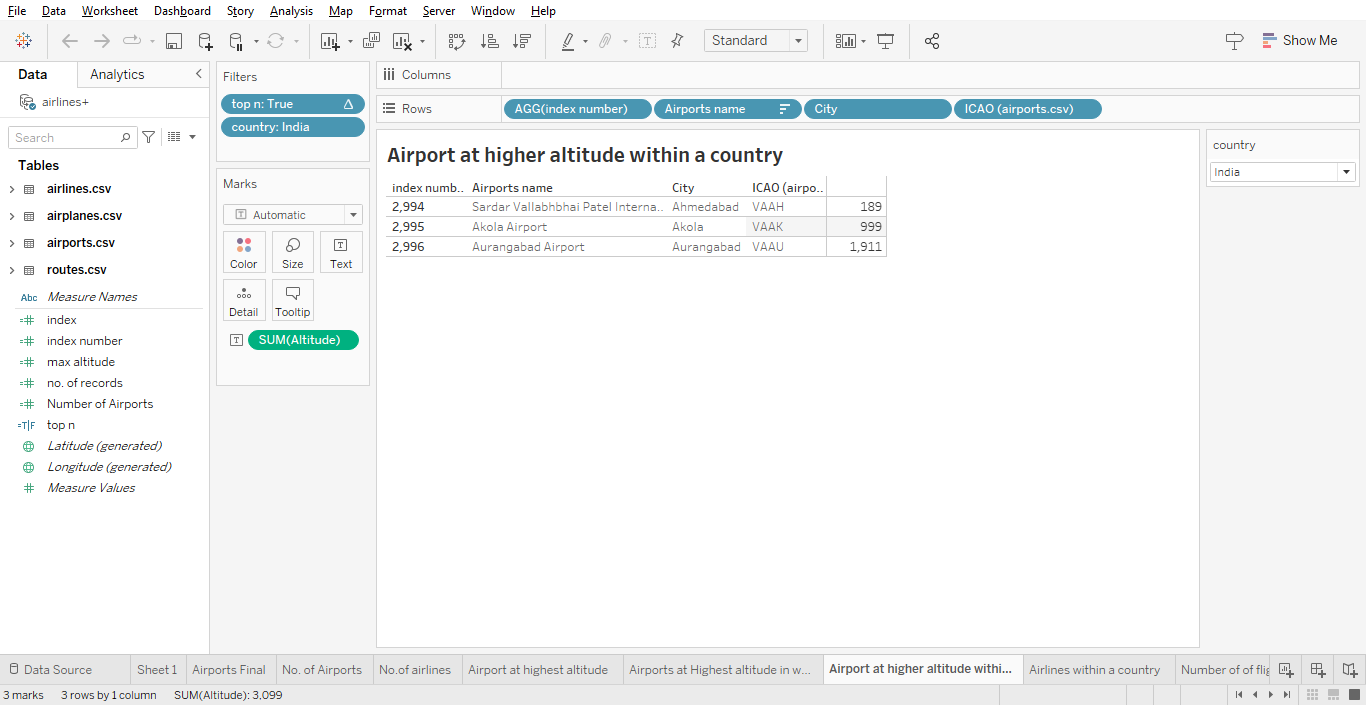 File Data Worksheet Dashboard Story Analysis Map Format Server Window Help
Standard
Show Me
Data Analytics
airlines+
Search
Tables
airlines.csv
airplanes.csv
airports.csv
routes.csv
Abc Measure Names
index
index number
max altitude
no. of records
Number of Airports
T|F top n
Latitude (generated)
Longitude (generated)
Measure Values
Filters
top n: True
country: India
Marks
Automatic
Color Size Text
Detail Tooltip
SUM(Altitude)
Columns
Rows AGG(index number) Airports name City ICAO (airports.csv)
Airport at higher altitude within a country
index numb.. Airports name City ICAO (airpo..
2,994 Sardar Vallabhbhai Patel Interna.. Ahmedabad VAAH 189
2,995 Akola Airport Akola VAAK 999
2,996 Aurangabad Airport Aurangabad VAAU 1,911
country
India
Data Source Sheet 1 Airports Final No. of Airports No.of airlines Airport at highest altitude Airports at Highest altitude in w... Airport at higher altitude withi... Airlines within a country Number of of flig
3 marks 3 rows by 1 column SUM(Altitude): 3,099